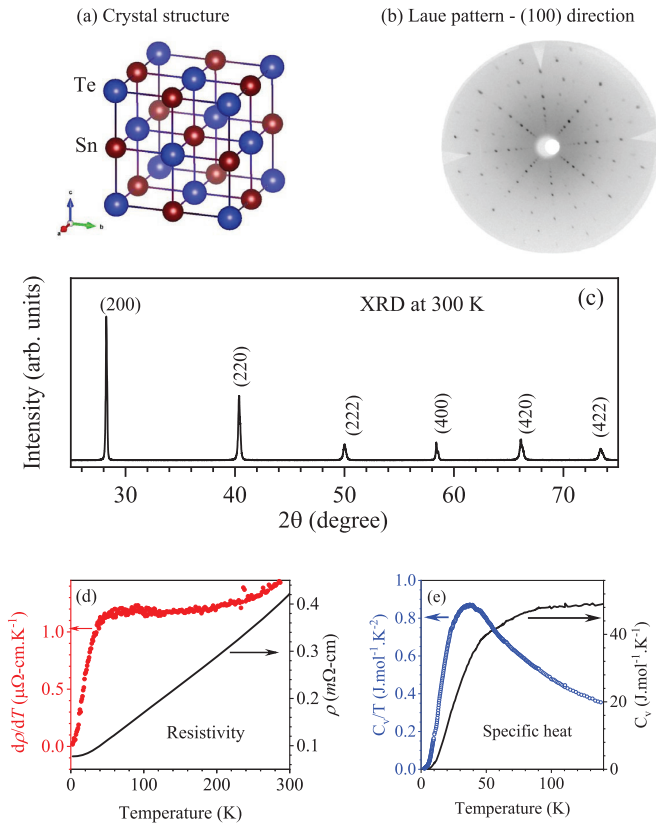 (a) Crystal structure
(b) Laue pattern - (100) direction
Te
Sn
c
b
a
(c)
XRD at 300 K
(200)
(220)
(222)
(400)
(420)
(422)
Intensity (arb. units)
30 40 50 60 70
2θ (degree)
(d)
dρ/dT (μΩ-cm.K⁻¹)
1.0
0.5
0.0
ρ (mΩ-cm)
0.4
0.3
0.2
0.1
Resistivity
0 100 200 300
Temperature (K)
(e)
C_v/T (J.mol⁻¹.K⁻²)
1.0
0.8
0.6
0.4
0.2
0.0
C_v (J.mol⁻¹.K⁻¹)
40
20
0
Specific heat
0 50 100
Temperature (K)